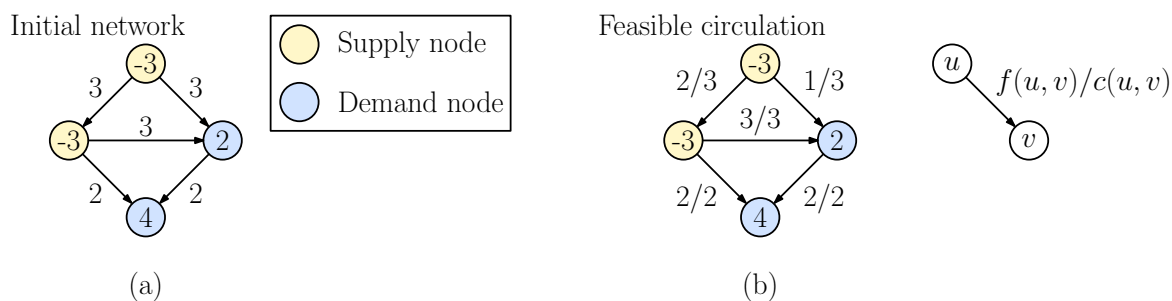 Initial network
-3
3
3
-3
3
2
2
2
4
(a)
Supply node
Demand node
Feasible circulation
-3
2/3
1/3
-3
3/3
2
2/2
2/2
4
(b)
u
f(u, v)/c(u, v)
v